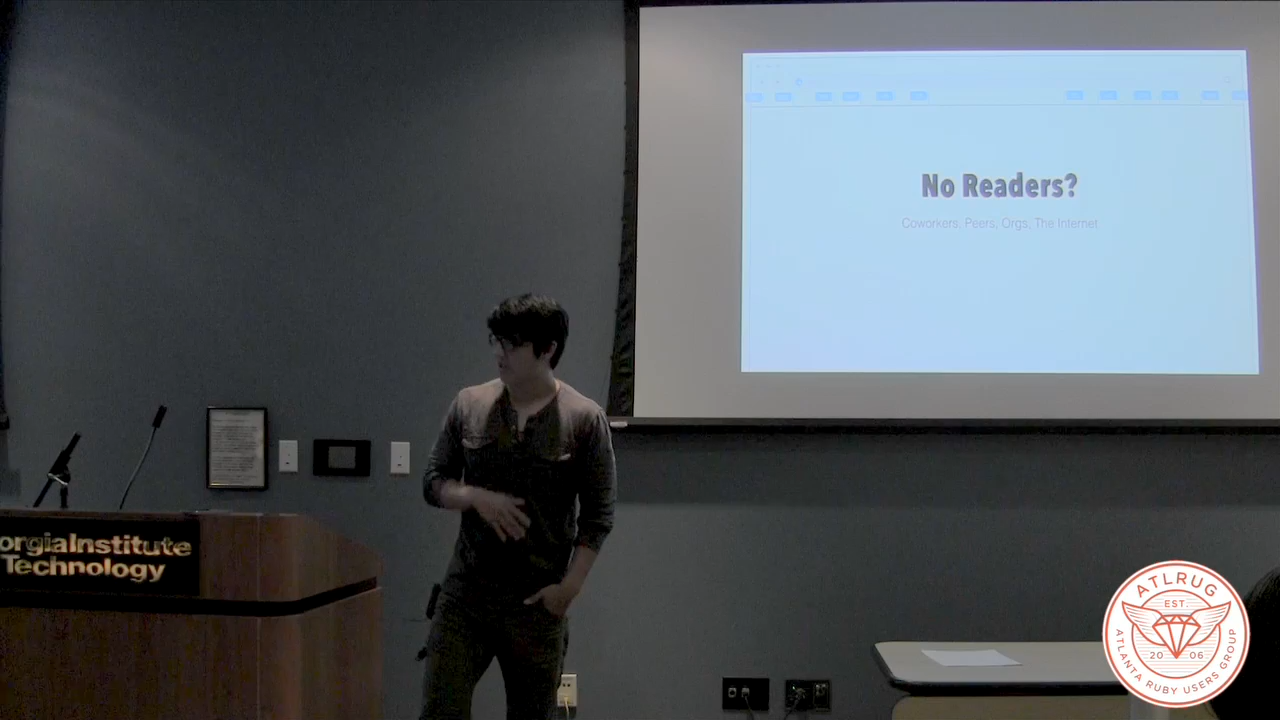 No Readers?
Coworkers, Peers, Orgs, The Internet
orgiaInstitute
Technology
ATLRUG
EST.
20 06
ATLANTA RUBY USERS GROUP